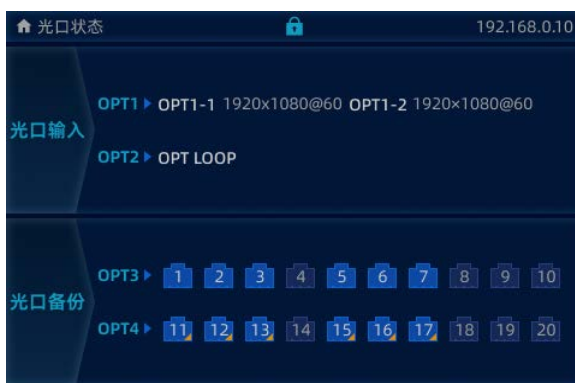 光口状态 192.168.0.10
OPT1 OPT1-1 1920x1080@60 OPT1-2 1920×1080@60
光口输入
OPT2 OPT LOOP
OPT3 1 2 3 4 5 6 7 8 9 10
光口备份
OPT4 11 12 13 14 15 16 17 18 19 20